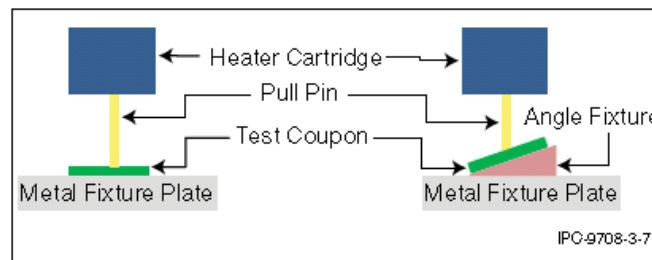 Heater Cartridge
Pull Pin
Angle Fixture
Test Coupon
Metal Fixture Plate
Metal Fixture Plate
IPC-9708-3-7